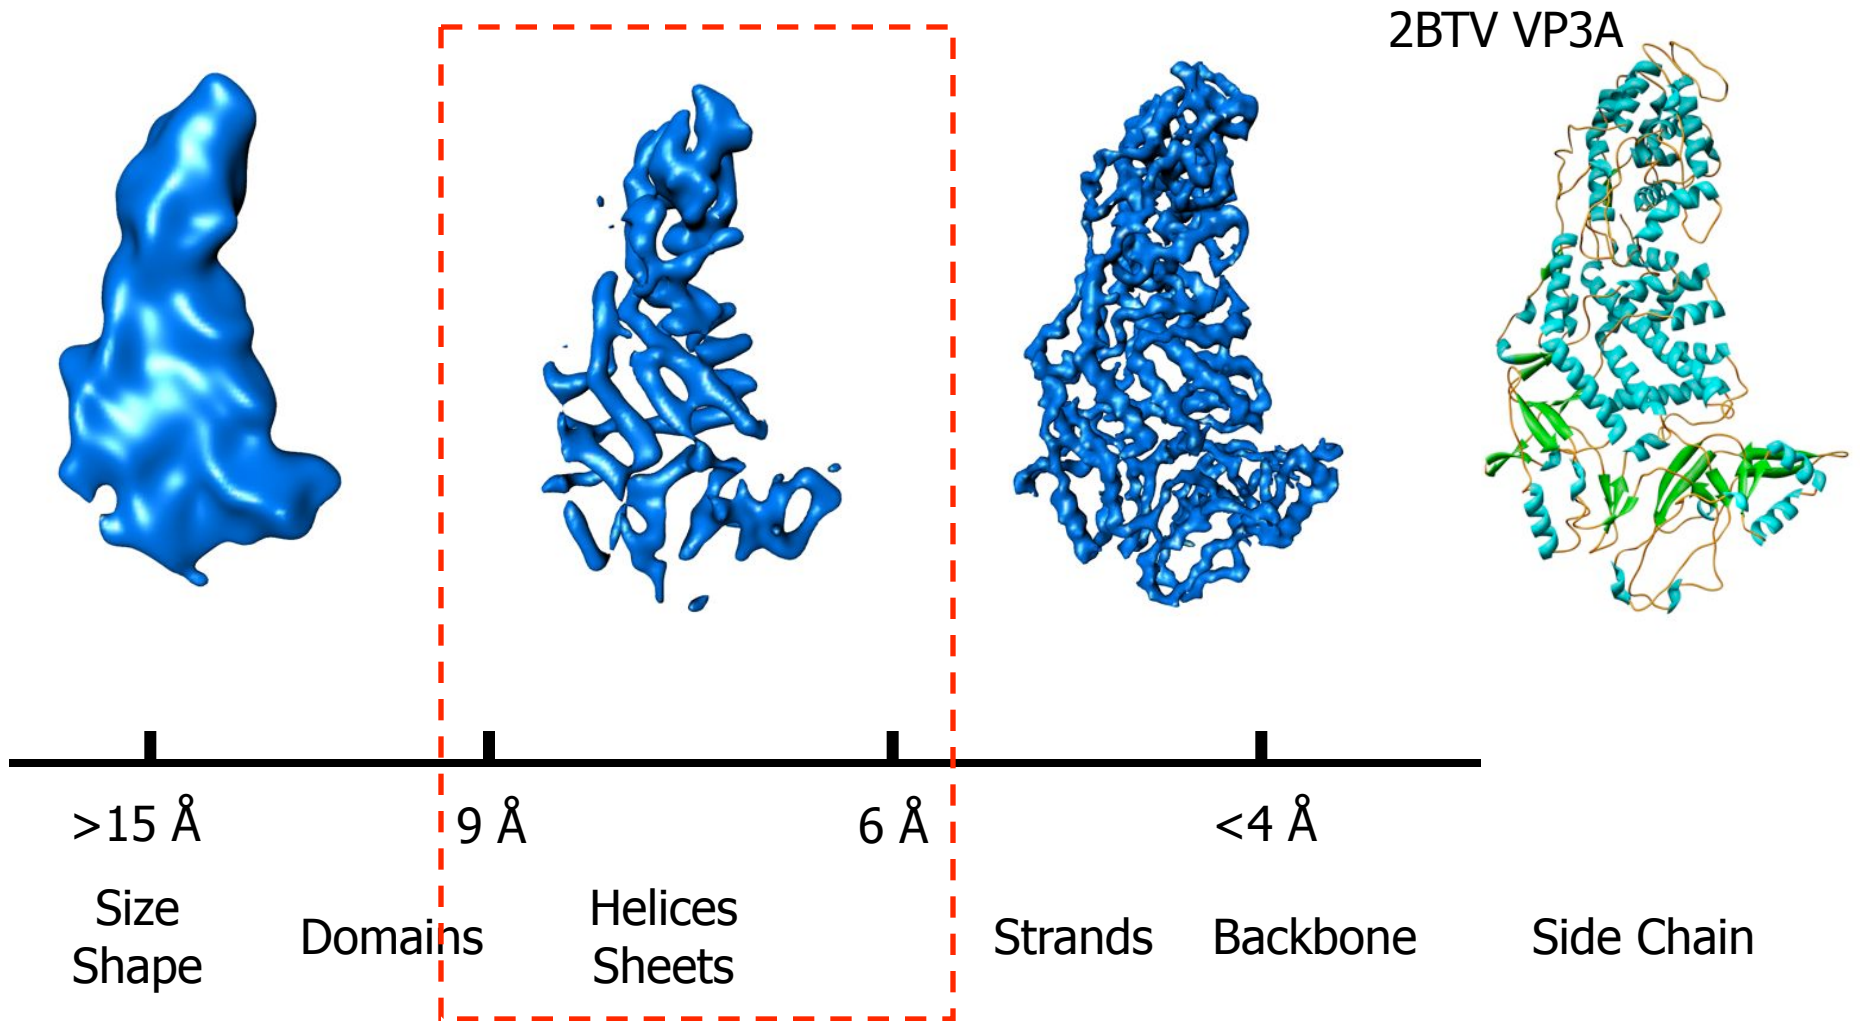 2BTV VP3A
>15 Å
9 Å
6 Å
<4 Å
Size
Shape
Domains
Helices
Sheets
Strands
Backbone
Side Chain